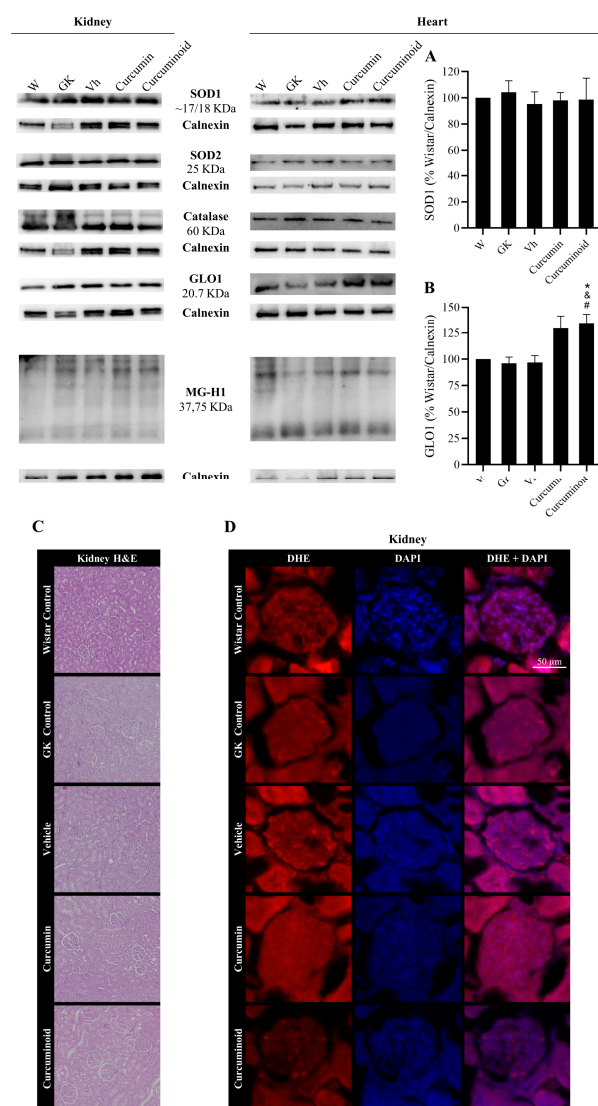 Kidney
Heart
W
GK
Vh
Curcumin
Curcuminoid
W
GK
Vh
Curcumin
Curcuminoid
SOD1
~17/18 KDa
Calnexin
SOD2
25 KDa
Calnexin
Catalase
60 KDa
Calnexin
GLO1
20.7 KDa
Calnexin
MG-H1
37,75 KDa
Calnexin
A
SOD1 (% Wistar/Calnexin)
120
100
80
60
40
20
0
W
GK
Vh
Curcumin
Curcuminoid
B
GLO1 (% Wistar/Calnexin)
150
125
100
75
50
25
0
*
&
#
Curcuminoid
C
Kidney H&E
Wistar Control
GK Control
Vehicle
Curcumin
Curcuminoid
D
Kidney
DHE
DAPI
DHE + DAPI
50 µm
Wistar Control
GK Control
Vehicle
Curcumin
Curcuminoid